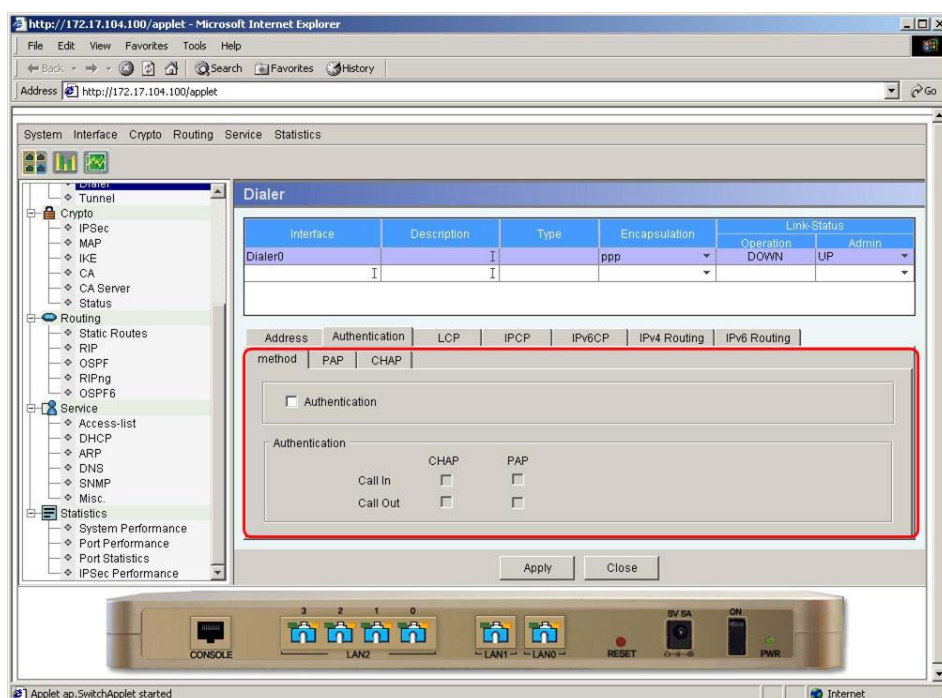 http://172.17.104.100/applet - Microsoft Internet Explorer
File Edit View Favorites Tools Help
Back Search Favorites History
Address http://172.17.104.100/applet Go
System Interface Crypto Routing Service Statistics
Dialer
Tunnel
Crypto
IPSec
MAP
IKE
CA
CA Server
Status
Routing
Static Routes
RIP
OSPF
RIPng
OSPF6
Service
Access-list
DHCP
ARP
DNS
SNMP
Misc.
Statistics
System Performance
Port Performance
Port Statistics
IPSec Performance
Dialer
Interface Description Type Encapsulation Link-Status
Operation Admin
Dialer0 ppp DOWN UP
Address Authentication LCP IPCP IPv6CP IPv4 Routing IPv6 Routing
method PAP CHAP
Authentication
Authentication
CHAP PAP
Call In
Call Out
Apply Close
3 2 1 0
CONSOLE LAN2 LAN1 LAN0 RESET 5V 5A ON PWR
Applet ap.SwitchApplet started Internet